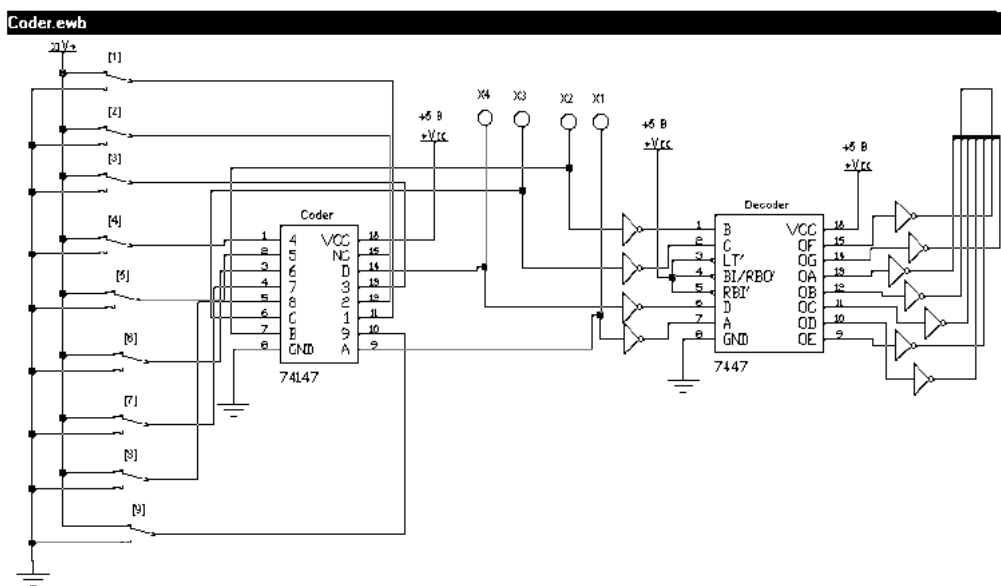 Coder.ewb
[1]
[2]
[3]
[4]
[5]
[6]
[7]
[8]
[9]
X4 X3 X2 X1
+5 В
+Vcc
+5 В
+Vcc
+5 В
+Vcc
Coder
1 4 VCC 16
2 5 NC 15
3 6 D 14
4 7 3 13
5 8 2 12
6 C 1 11
7 B 9 10
8 GND A 9
74147
Decoder
1 B VCC 16
2 C OF 15
3 LT' OG 14
4 BI/RBO' OA 13
5 RBI' OB 12
6 D OC 11
7 A OD 10
8 GND OE 9
7447